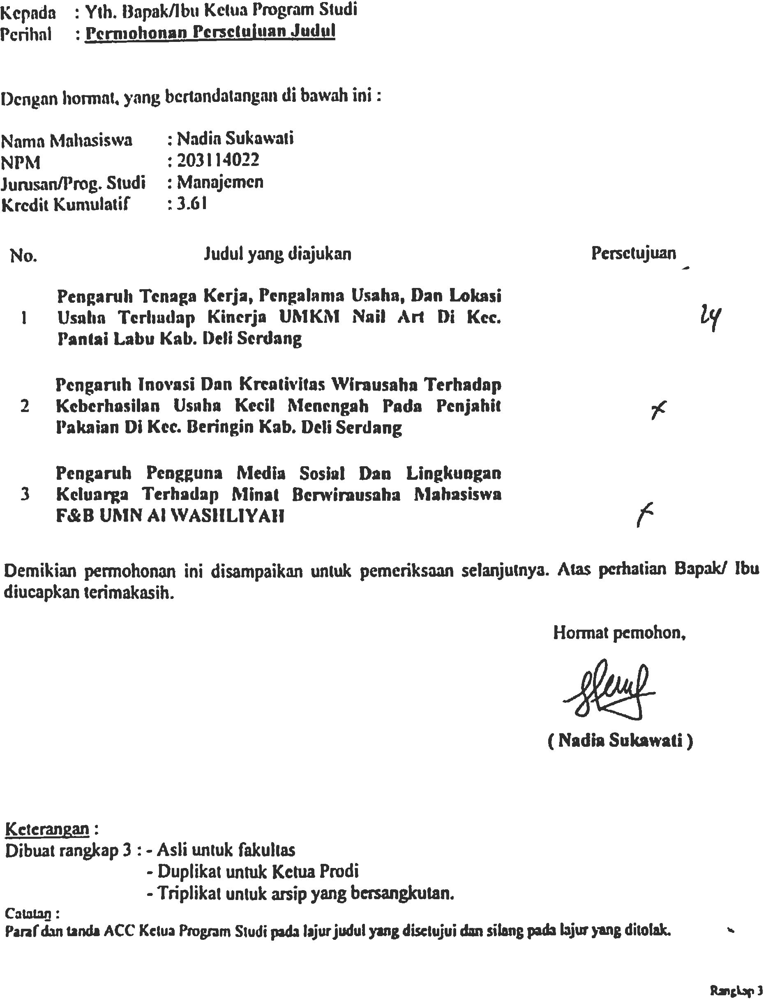 Kepada : Yth. Bapak/Ibu Ketua Program Studi
Perihal : Permohonan Persetujuan Judul
Dengan hormat, yang bertandatangan di bawah ini :
Nama Mahasiswa : Nadia Sukawati
NPM : 203114022
Jurusan/Prog. Studi : Manajemen
Kredit Kumulatif : 3.61
No. Judul yang diajukan Persetujuan
Pengaruh Tenaga Kerja, Pengalama Usaha, Dan Lokasi
1 Usaha Terhadap Kinerja UMKM Nail Art Di Kec.
Pantai Labu Kab. Deli Serdang
Pengaruh Inovasi Dan Kreativitas Wirausaha Terhadap
2 Keberhasilan Usaha Kecil Menengah Pada Penjahit
Pakaian Di Kec. Beringin Kab. Deli Serdang
Pengaruh Pengguna Media Sosial Dan Lingkungan
3 Keluarga Terhadap Minat Berwirausaha Mahasiswa
F&B UMN Al WASHLIYAH
Demikian permohonan ini disampaikan untuk pemeriksaan selanjutnya. Atas perhatian Bapak/ Ibu
diucapkan terimakasih.
Hormat pemohon,
( Nadia Sukawati )
Keterangan :
Dibuat rangkap 3 : - Asli untuk fakultas
- Duplikat untuk Ketua Prodi
- Triplikat untuk arsip yang bersangkutan.
Catatan :
Paraf dan tanda ACC Ketua Program Studi pada lajur judul yang disetujui dan silang pada lajur yang ditolak.
Rangkap 3